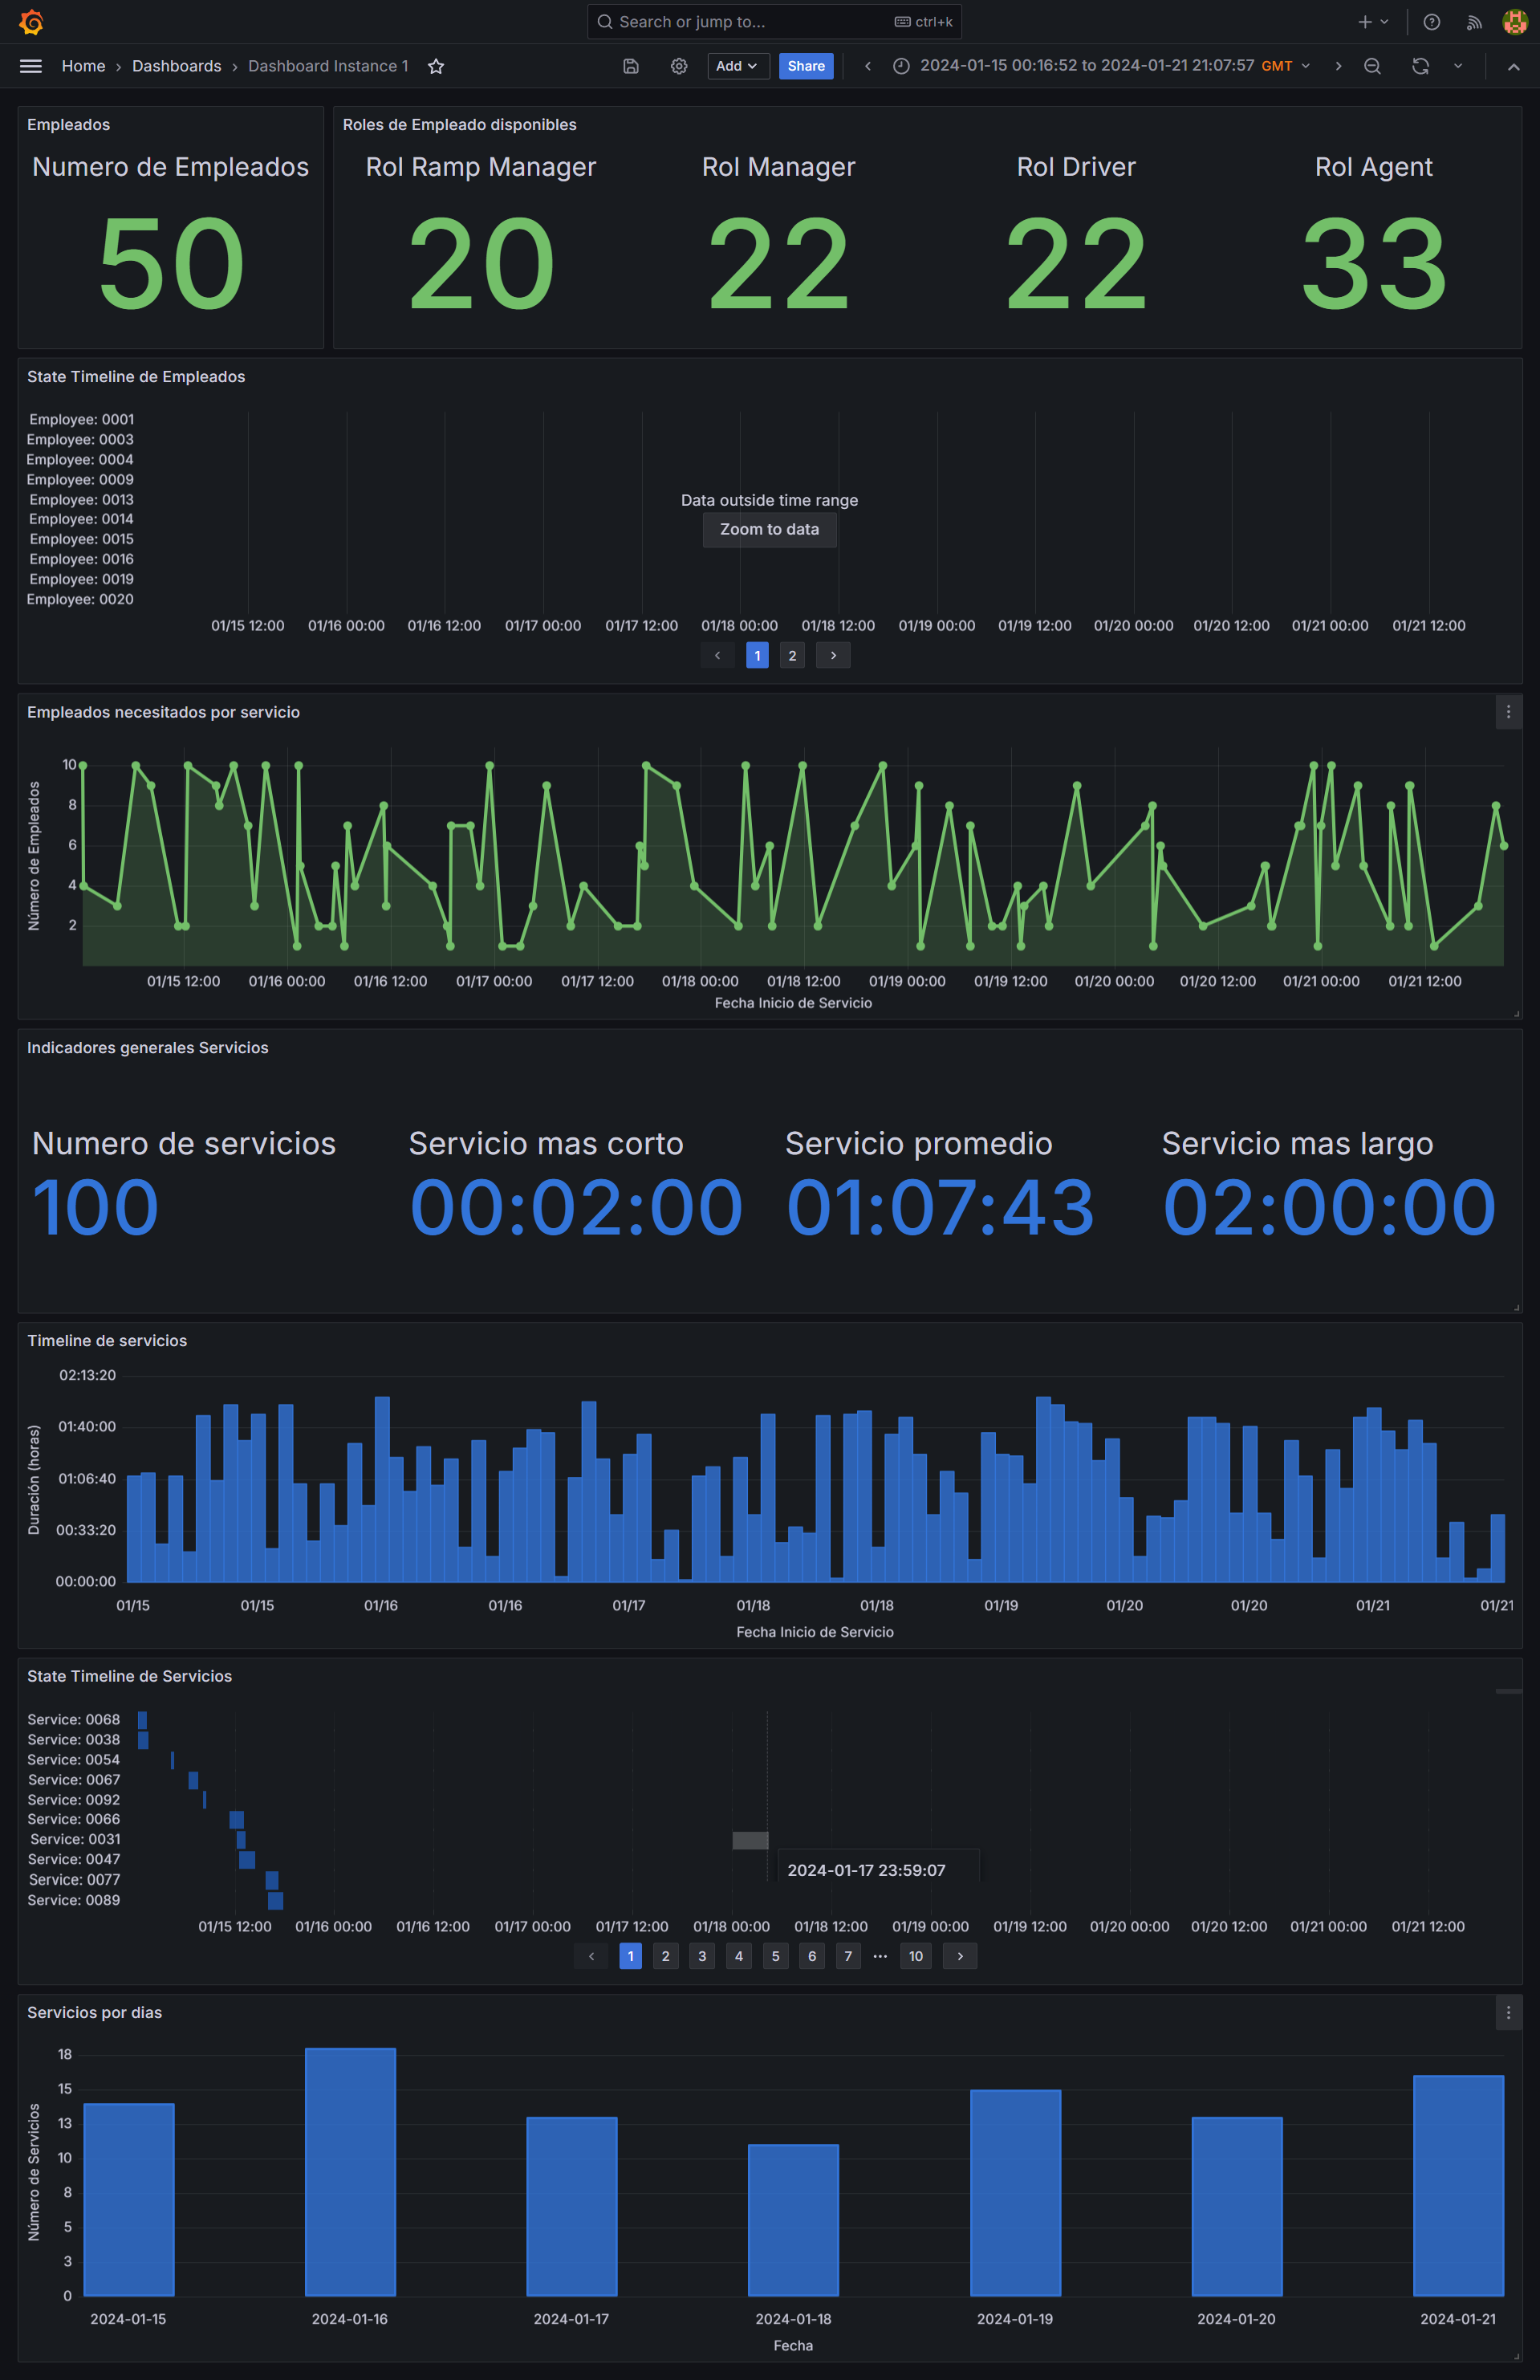 Search or jump to...
ctrl+k
Home › Dashboards › Dashboard Instance 1
Add
Share
2024-01-15 00:16:52 to 2024-01-21 21:07:57 GMT
Empleados
Numero de Empleados
50
Roles de Empleado disponibles
Rol Ramp Manager
20
Rol Manager
22
Rol Driver
22
Rol Agent
33
State Timeline de Empleados
Employee: 0001
Employee: 0003
Employee: 0004
Employee: 0009
Employee: 0013
Employee: 0014
Employee: 0015
Employee: 0016
Employee: 0019
Employee: 0020
Data outside time range
Zoom to data
01/15 12:00 01/16 00:00 01/16 12:00 01/17 00:00 01/17 12:00 01/18 00:00 01/18 12:00 01/19 00:00 01/19 12:00 01/20 00:00 01/20 12:00 01/21 00:00 01/21 12:00
1 2
Empleados necesitados por servicio
Número de Empleados
10
8
6
4
2
01/15 12:00 01/16 00:00 01/16 12:00 01/17 00:00 01/17 12:00 01/18 00:00 01/18 12:00 01/19 00:00 01/19 12:00 01/20 00:00 01/20 12:00 01/21 00:00 01/21 12:00
Fecha Inicio de Servicio
Indicadores generales Servicios
Numero de servicios
100
Servicio mas corto
00:02:00
Servicio promedio
01:07:43
Servicio mas largo
02:00:00
Timeline de servicios
Duración (horas)
02:13:20
01:40:00
01:06:40
00:33:20
00:00:00
01/15 01/15 01/16 01/16 01/17 01/18 01/18 01/19 01/20 01/20 01/21 01/21
Fecha Inicio de Servicio
State Timeline de Servicios
Service: 0068
Service: 0038
Service: 0054
Service: 0067
Service: 0092
Service: 0066
Service: 0031
Service: 0047
Service: 0077
Service: 0089
2024-01-17 23:59:07
01/15 12:00 01/16 00:00 01/16 12:00 01/17 00:00 01/17 12:00 01/18 00:00 01/18 12:00 01/19 00:00 01/19 12:00 01/20 00:00 01/20 12:00 01/21 00:00 01/21 12:00
1 2 3 4 5 6 7 ··· 10
Servicios por dias
Número de Servicios
18
15
13
10
8
5
3
0
2024-01-15 2024-01-16 2024-01-17 2024-01-18 2024-01-19 2024-01-20 2024-01-21
Fecha